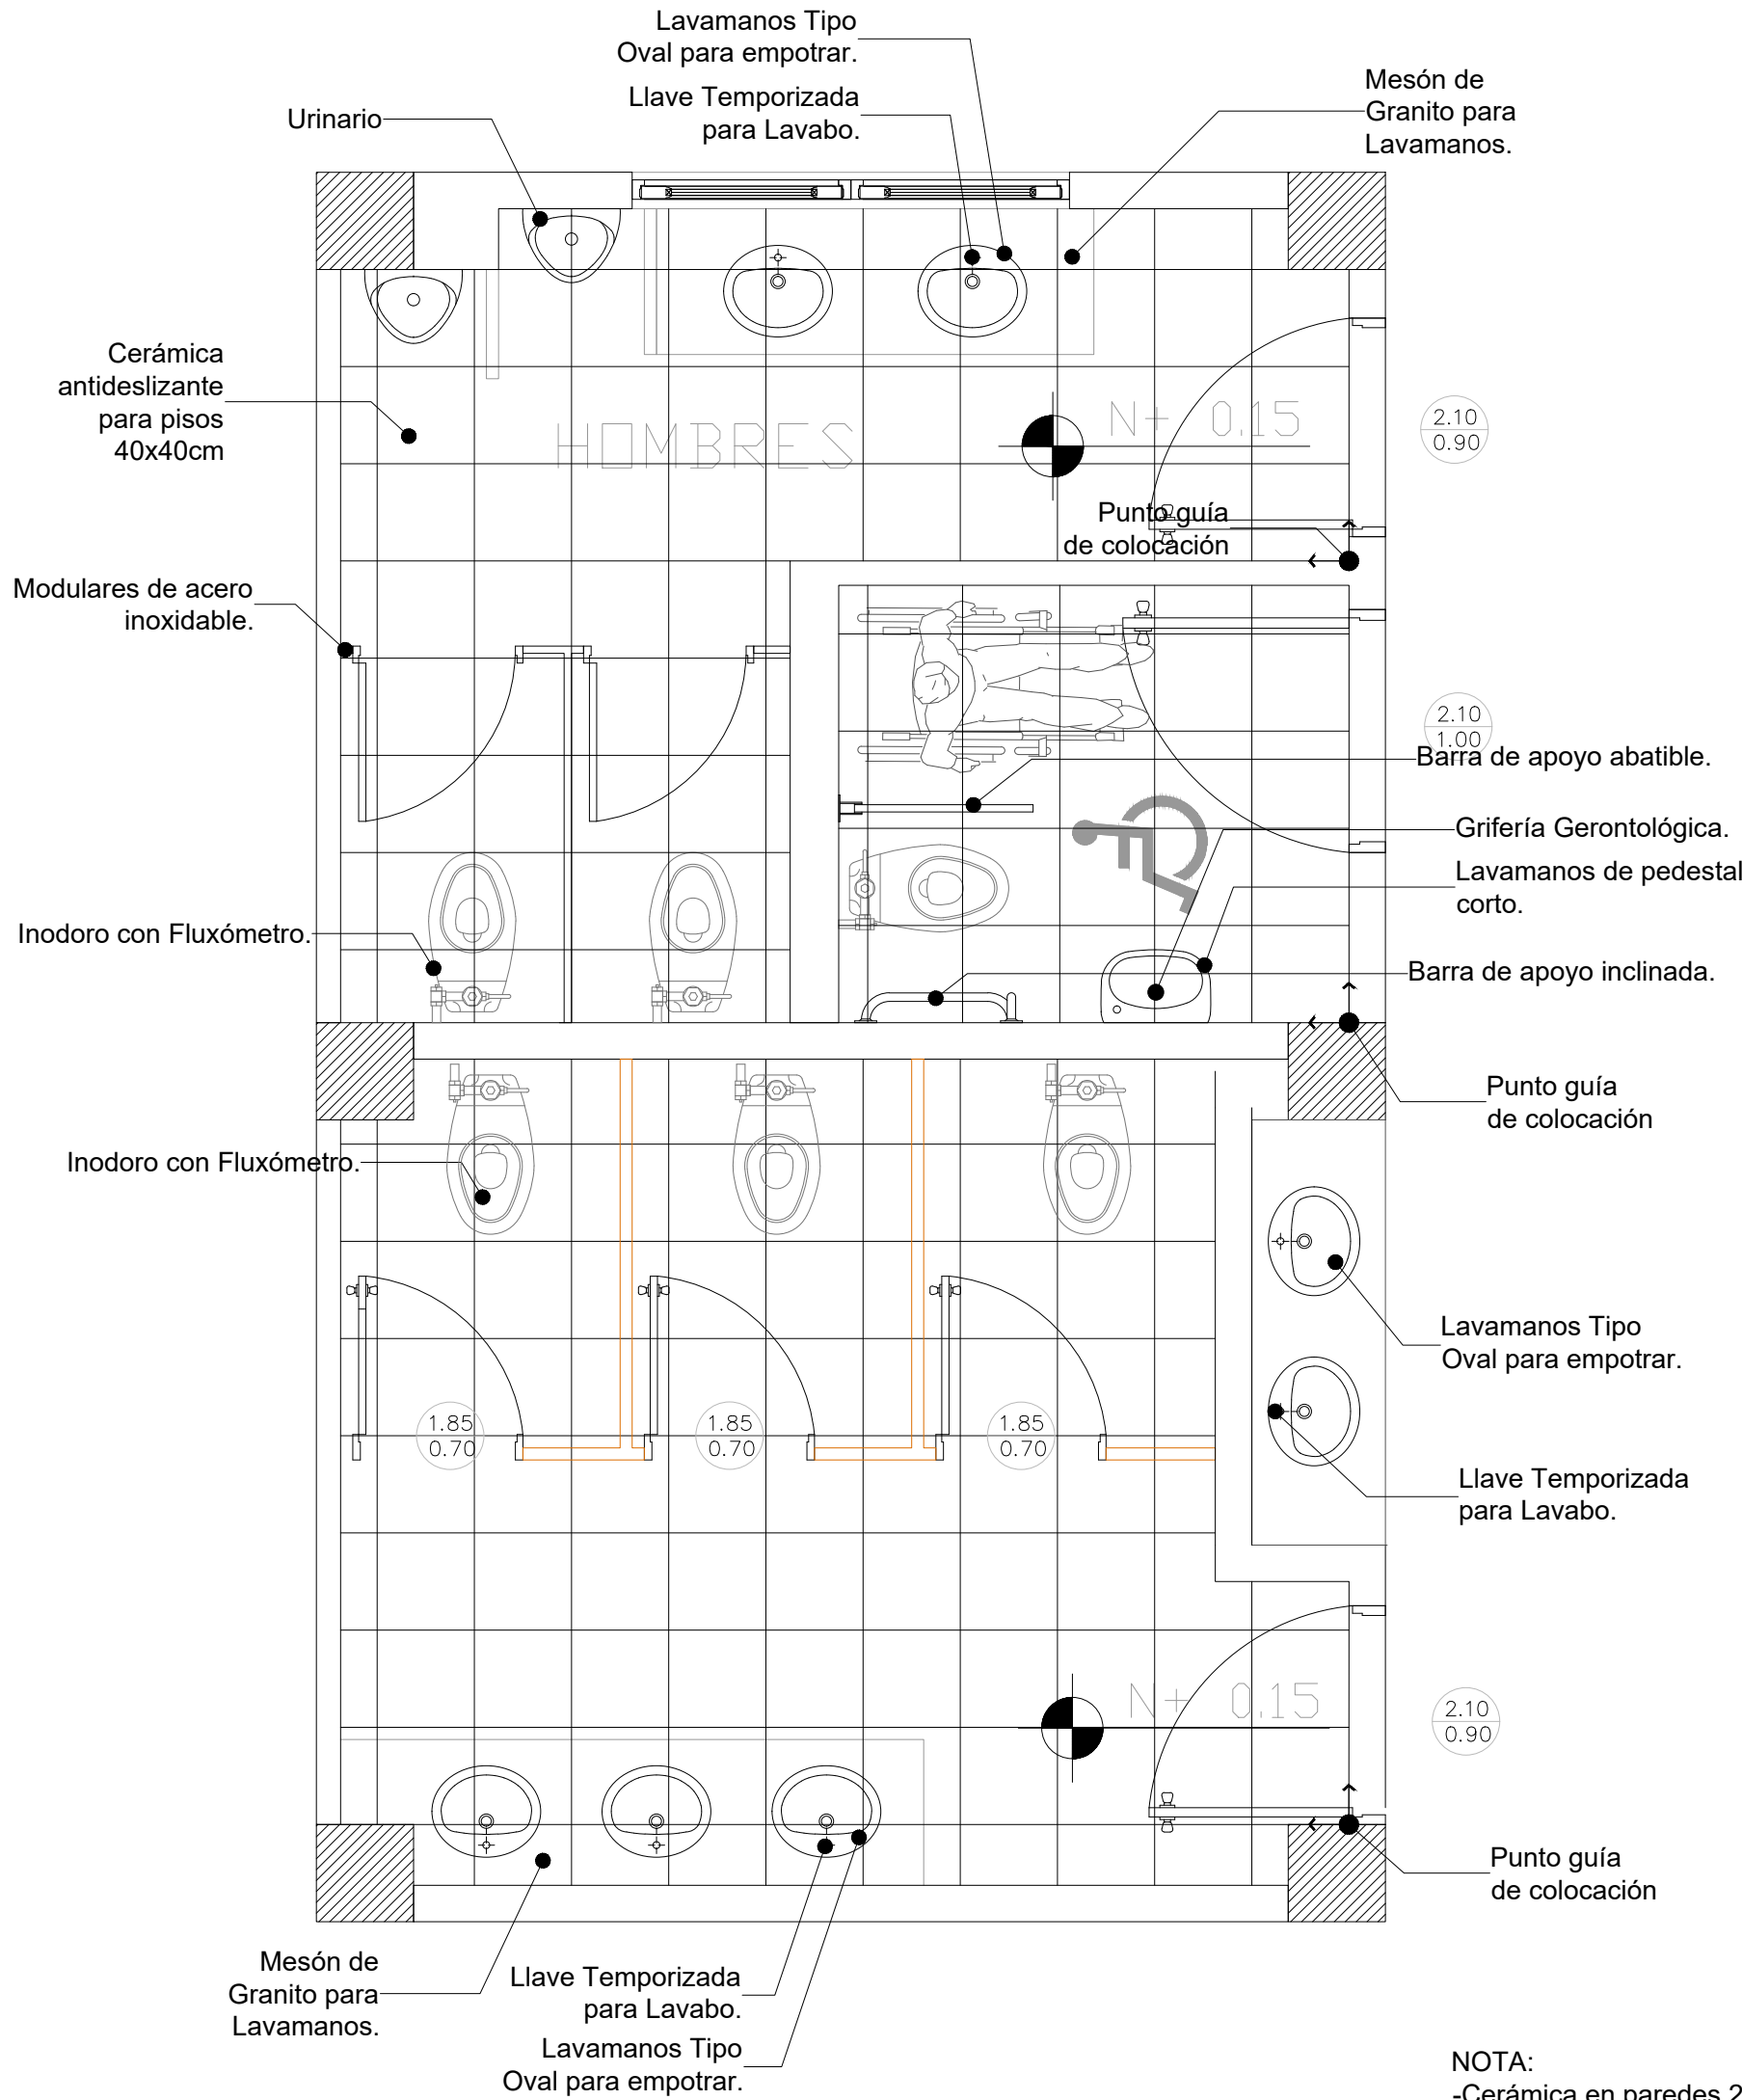 Lavamanos Tipo
Oval para empotrar.
Llave Temporizada
para Lavabo.
Mesón de
Granito para
Lavamanos.
Urinario
Cerámica
antideslizante
para pisos
40x40cm
HOMBRES
N+ 0.15
2.10
0.90
Punto guía
de colocación
Modulares de acero
inoxidable.
2.10
1.00
Barra de apoyo abatible.
Grifería Gerontológica.
Lavamanos de pedestal
corto.
Inodoro con Fluxómetro.
Barra de apoyo inclinada.
Punto guía
de colocación
Inodoro con Fluxómetro.
Lavamanos Tipo
Oval para empotrar.
1.85
0.70
1.85
0.70
1.85
0.70
Llave Temporizada
para Lavabo.
N+ 0.15
2.10
0.90
Punto guía
de colocación
Mesón de
Granito para
Lavamanos.
Llave Temporizada
para Lavabo.
Lavamanos Tipo
Oval para empotrar.
NOTA:
-Cerámica en paredes 2